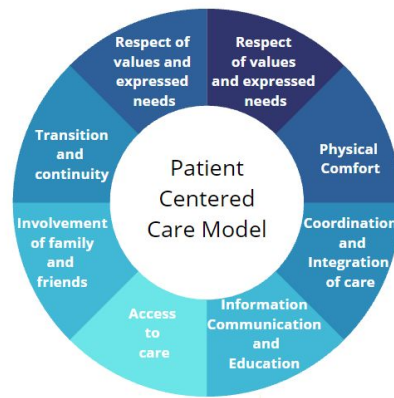 Respect of
values and
expressed
needs
Respect
of values
and expressed
needs
Physical
Comfort
Coordination
and
Integration
of care
Information
Communication
and
Education
Access
to
care
Involvement
of family
and
friends
Transition
and
continuity
Patient
Centered
Care Model